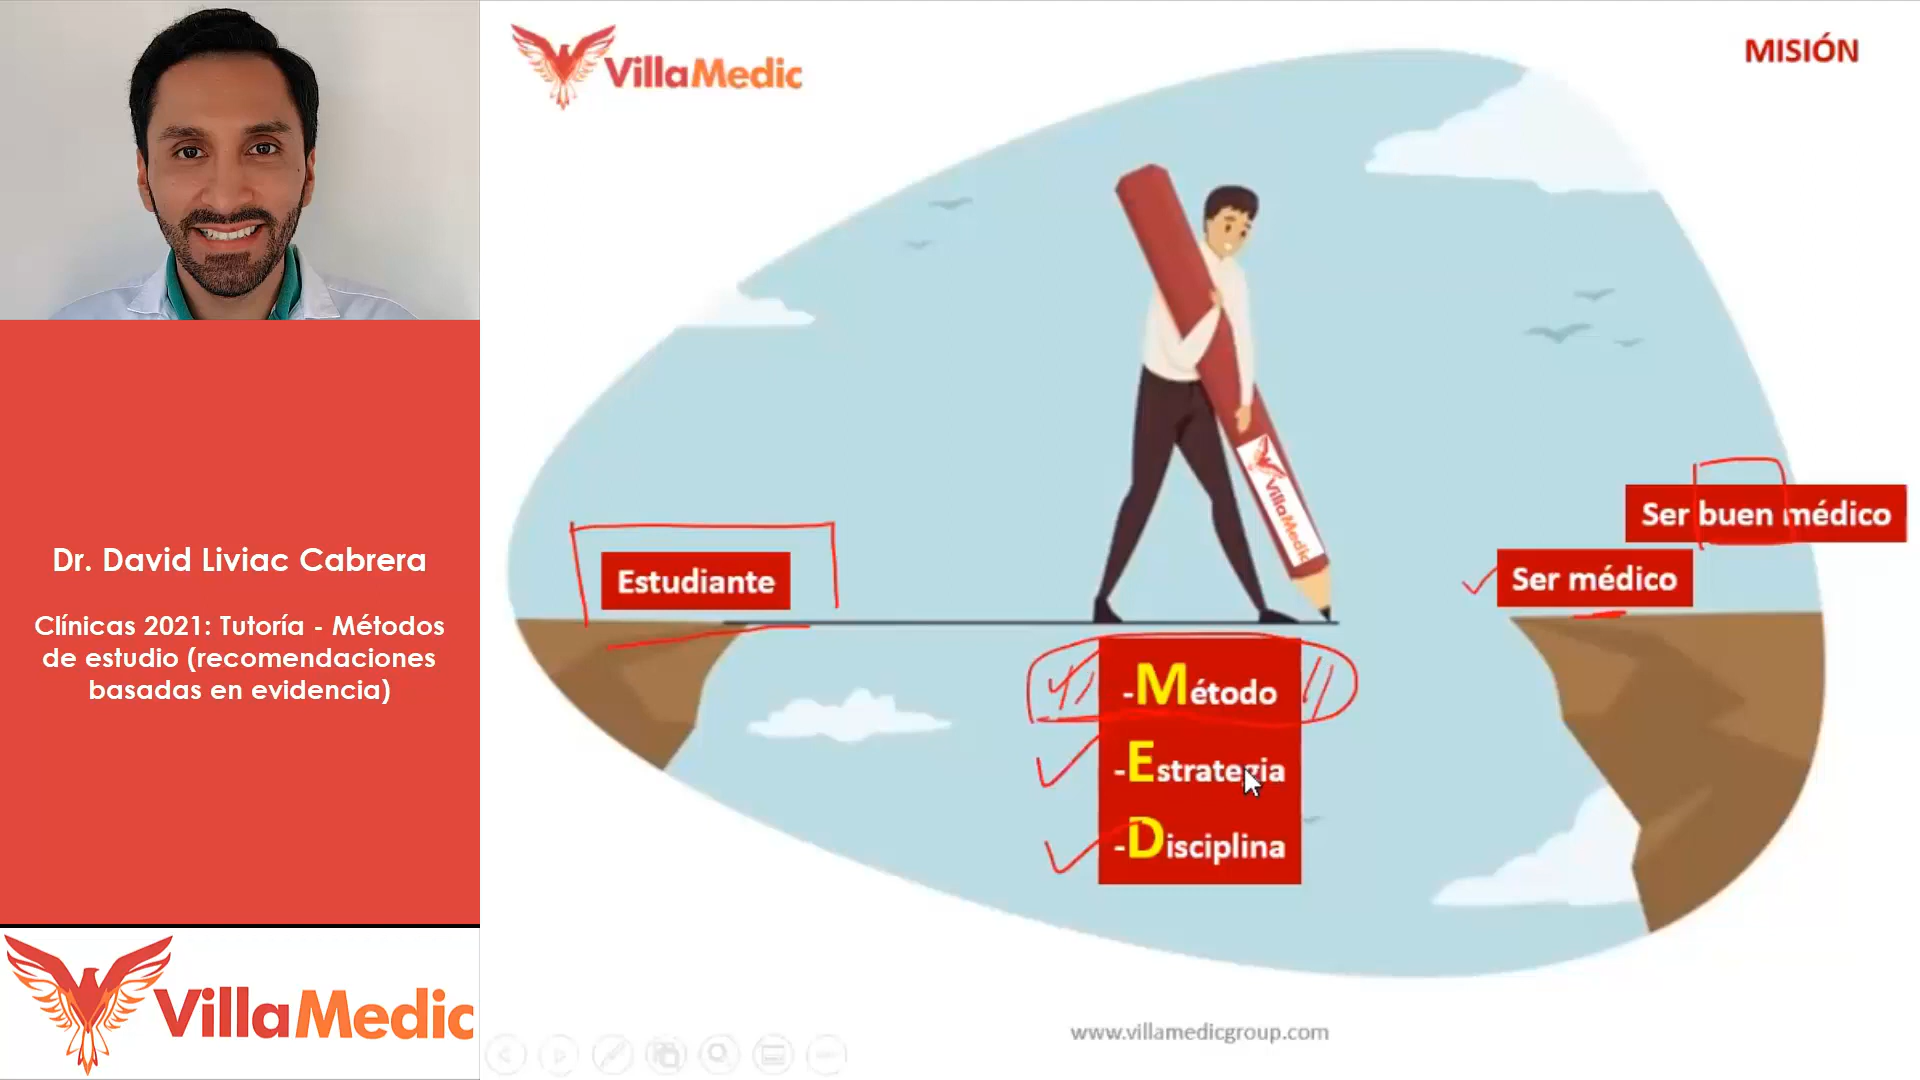 VillaMedic
MISIÓN
VillaMedic
Ser buen médico
Ser médico
Estudiante
-Método
-Estrategia
-Disciplina
Dr. David Liviac Cabrera
Clínicas 2021: Tutoría - Métodos
de estudio (recomendaciones
basadas en evidencia)
VillaMedic
www.villamedicgroup.com